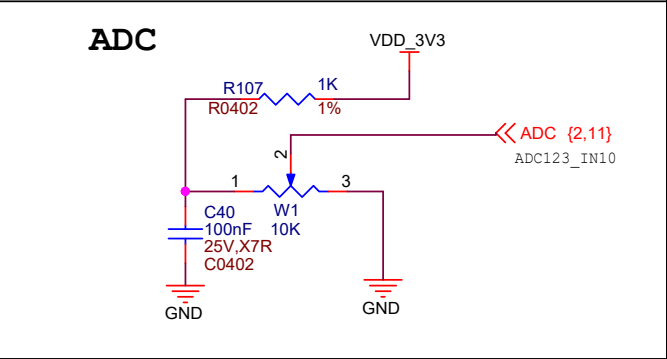 ADC
VDD_3V3
R107
1K
R0402
1%
2
ADC {2,11}
ADC123_IN10
1
3
C40
W1
100nF
10K
25V,X7R
C0402
GND
GND